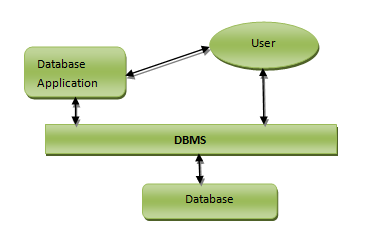 User
Database
Application
DBMS
Database